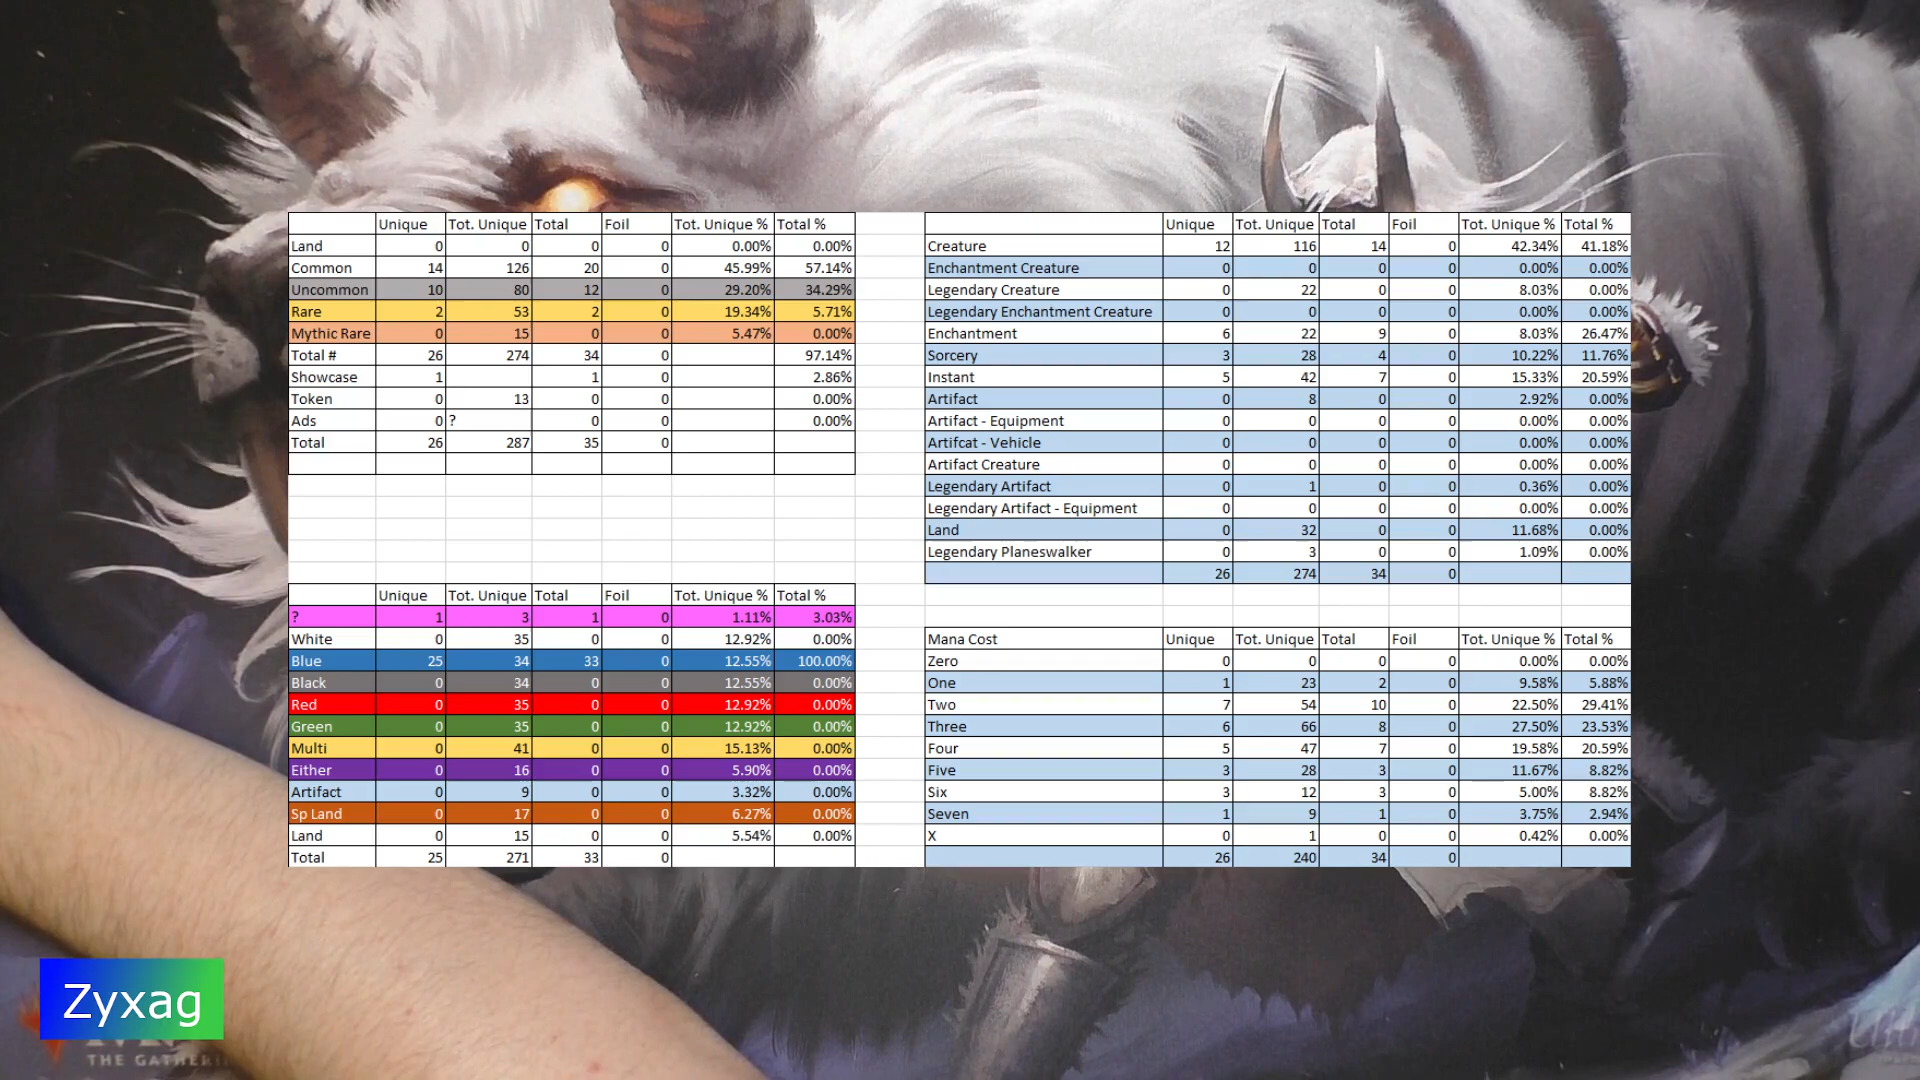 Unique Tot. Unique Total Foil Tot. Unique % Total %
Land 0 0 0 0 0.00% 0.00%
Common 14 126 20 0 45.99% 57.14%
Uncommon 10 80 12 0 29.20% 34.29%
Rare 2 53 2 0 19.34% 5.71%
Mythic Rare 0 15 0 0 5.47% 0.00%
Total # 26 274 34 0 97.14%
Showcase 1 1 0 2.86%
Token 0 13 0 0 0.00%
Ads 0 ? 0 0 0.00%
Total 26 287 35 0
Unique Tot. Unique Total Foil Tot. Unique % Total %
? 1 3 1 0 1.11% 3.03%
White 0 35 0 0 12.92% 0.00%
Blue 25 34 33 0 12.55% 100.00%
Black 0 34 0 0 12.55% 0.00%
Red 0 35 0 0 12.92% 0.00%
Green 0 35 0 0 12.92% 0.00%
Multi 0 41 0 0 15.13% 0.00%
Either 0 16 0 0 5.90% 0.00%
Artifact 0 9 0 0 3.32% 0.00%
Sp Land 0 17 0 0 6.27% 0.00%
Land 0 15 0 0 5.54% 0.00%
Total 25 271 33 0
Unique Tot. Unique Total Foil Tot. Unique % Total %
Creature 12 116 14 0 42.34% 41.18%
Enchantment Creature 0 0 0 0 0.00% 0.00%
Legendary Creature 0 22 0 0 8.03% 0.00%
Legendary Enchantment Creature 0 0 0 0 0.00% 0.00%
Enchantment 6 22 9 0 8.03% 26.47%
Sorcery 3 28 4 0 10.22% 11.76%
Instant 5 42 7 0 15.33% 20.59%
Artifact 0 8 0 0 2.92% 0.00%
Artifact - Equipment 0 0 0 0 0.00% 0.00%
Artifcat - Vehicle 0 0 0 0 0.00% 0.00%
Artifact Creature 0 0 0 0 0.00% 0.00%
Legendary Artifact 0 1 0 0 0.36% 0.00%
Legendary Artifact - Equipment 0 0 0 0 0.00% 0.00%
Land 0 32 0 0 11.68% 0.00%
Legendary Planeswalker 0 3 0 0 1.09% 0.00%
26 274 34 0
Mana Cost Unique Tot. Unique Total Foil Tot. Unique % Total %
Zero 0 0 0 0 0.00% 0.00%
One 1 23 2 0 9.58% 5.88%
Two 7 54 10 0 22.50% 29.41%
Three 6 66 8 0 27.50% 23.53%
Four 5 47 7 0 19.58% 20.59%
Five 3 28 3 0 11.67% 8.82%
Six 3 12 3 0 5.00% 8.82%
Seven 1 9 1 0 3.75% 2.94%
X 0 1 0 0 0.42% 0.00%
26 240 34 0
Zyxag
THE GATHERI